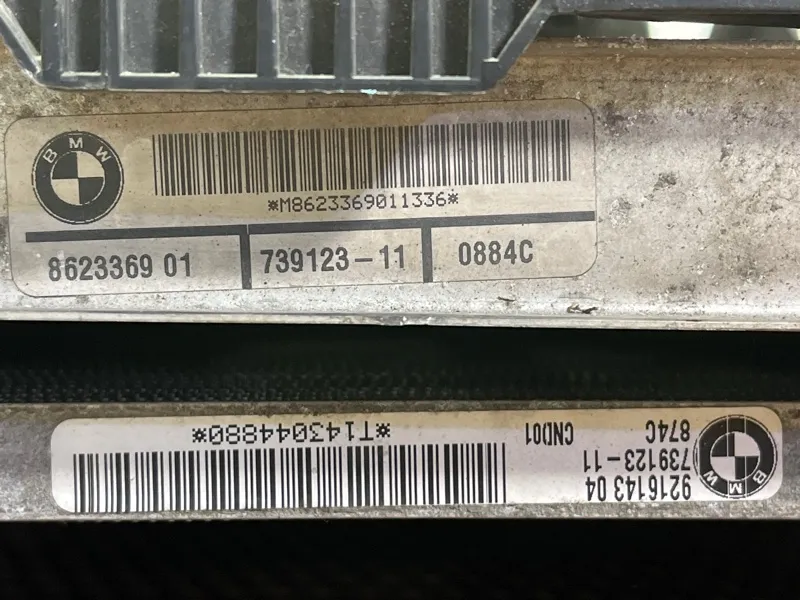 BMW
*M8623369011336*
8623369 01
739123-11
0884C
BMW
9216143 04
739123-11
874C
CND01
*T143044880*